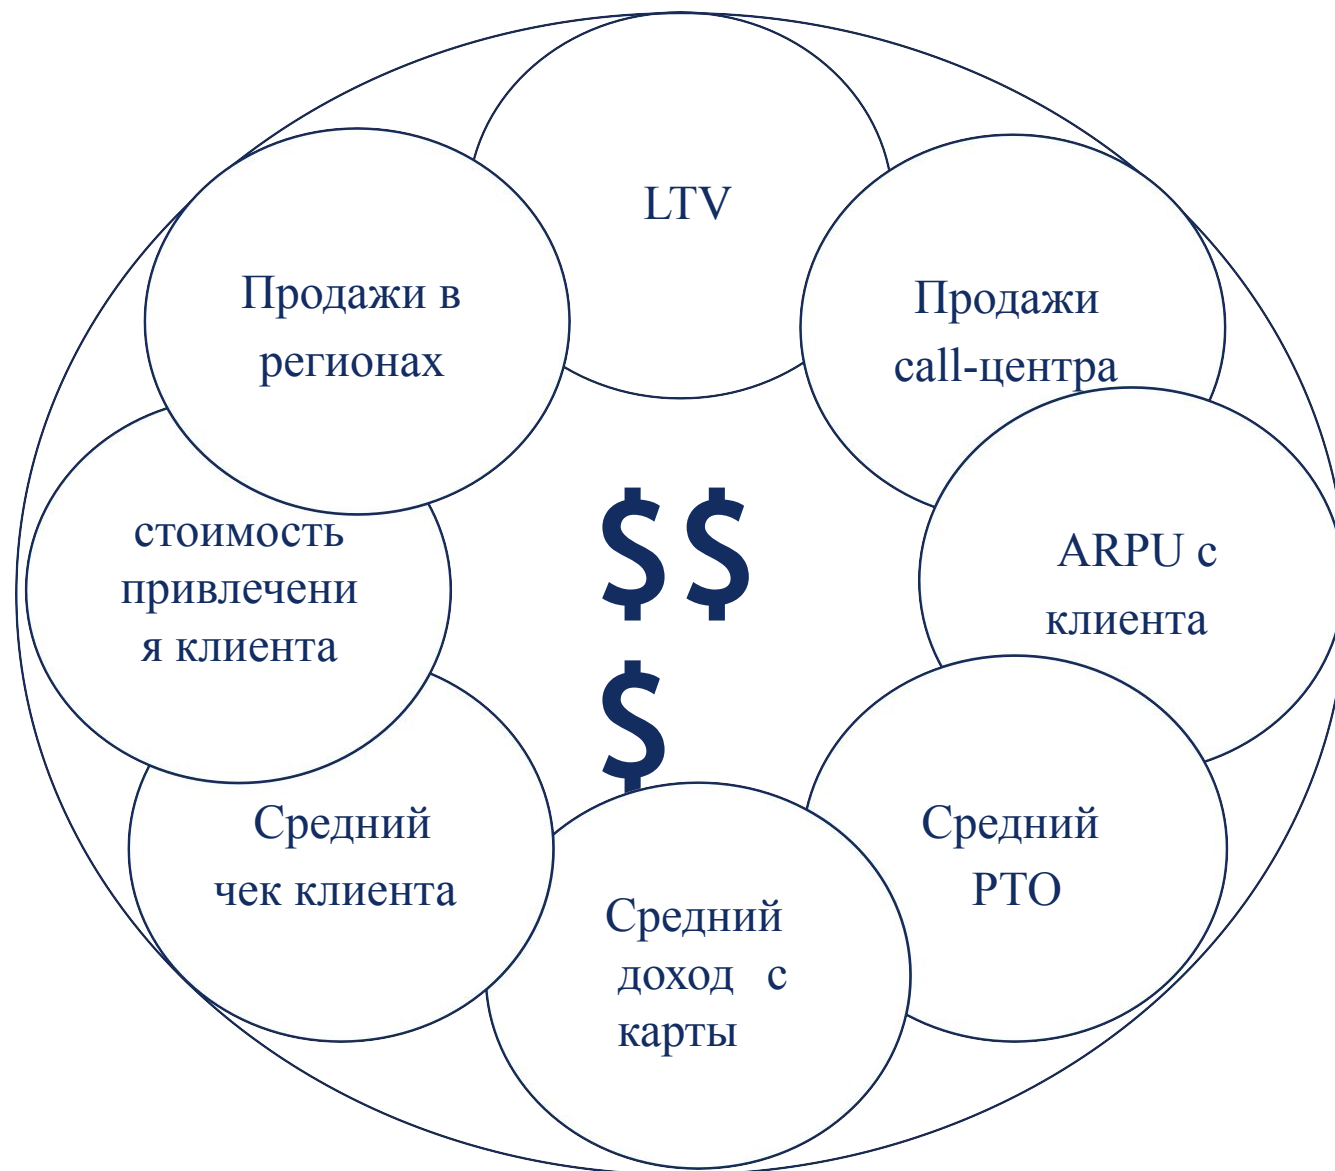 LTV
Продажи в
регионах
Продажи
call-центра
стоимость
привлечени
я клиента
$$
$
ARPU с
клиента
Средний
чек клиента
Средний
РТО
Средний
доход с
карты